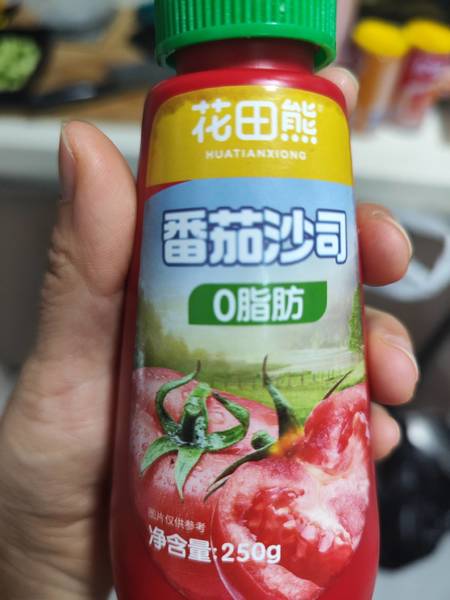 花田熊
HUATIANXIONG
番茄沙司
0脂肪
图片仅供参考
净含量:250g